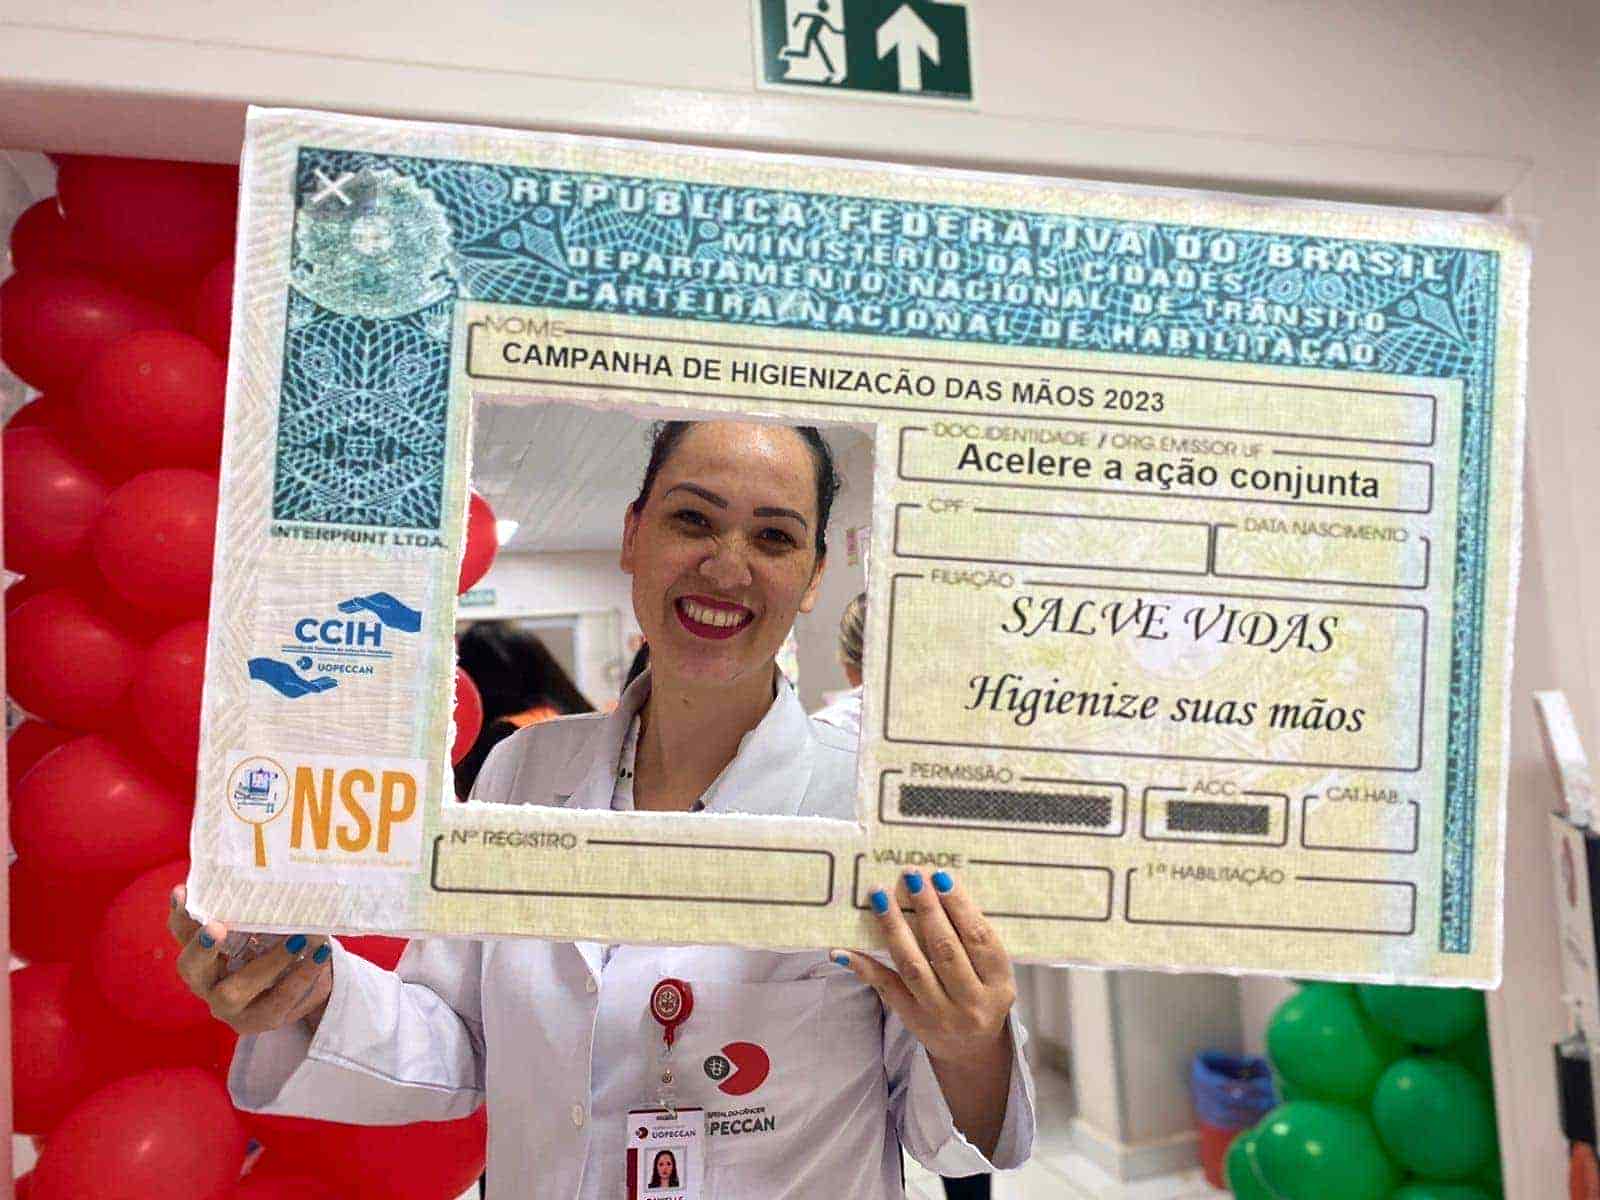 REPÚBLICA FEDERATIVA DO BRASIL
MINISTÉRIO DAS CIDADES
DEPARTAMENTO NACIONAL DE TRÂNSITO
CARTEIRA NACIONAL DE HABILITAÇÃO
NOME
CAMPANHA DE HIGIENIZAÇÃO DAS MÃOS 2023
DOC.IDENTIDADE / ORG.EMISSOR UF
Acelere a ação conjunta
CPF
DATA NASCIMENTO
INTERPRINT LTDA.
FILIAÇÃO
SALVE VIDAS
Higienize suas mãos
CCIH
UOPECCAN
NSP
PERMISSÃO
ACC
CAT.HAB.
Nº REGISTRO
VALIDADE
1ª HABILITAÇÃO
UOPECCAN
PECCAN